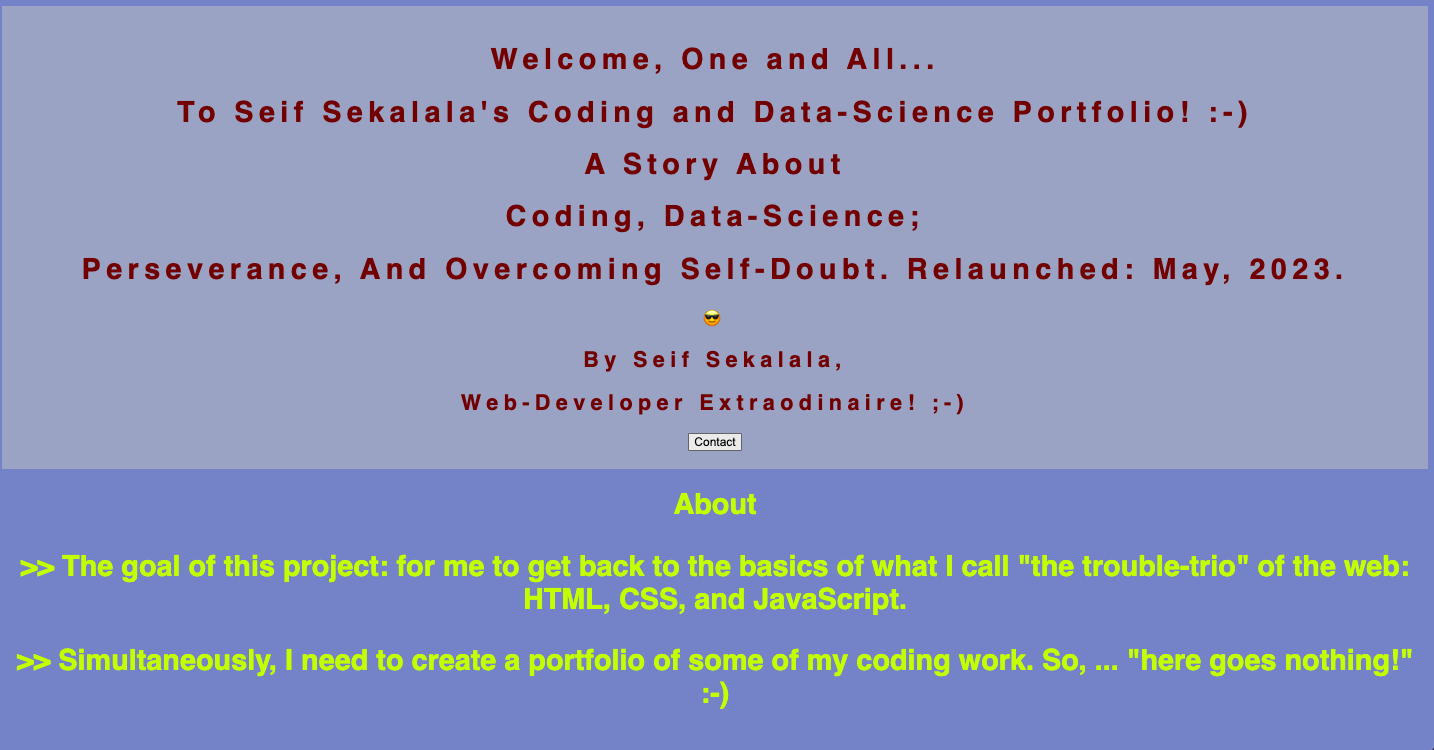 Welcome, One and All...
To Seif Sekalala's Coding and Data-Science Portfolio! :-)
A Story About
Coding, Data-Science;
Perseverance, And Overcoming Self-Doubt. Relaunched: May, 2023.
😎
By Seif Sekalala,
Web-Developer Extraodinaire! ;-)
Contact
About
>> The goal of this project: for me to get back to the basics of what I call "the trouble-trio" of the web:
HTML, CSS, and JavaScript.
>> Simultaneously, I need to create a portfolio of some of my coding work. So, ... "here goes nothing!"
:-)